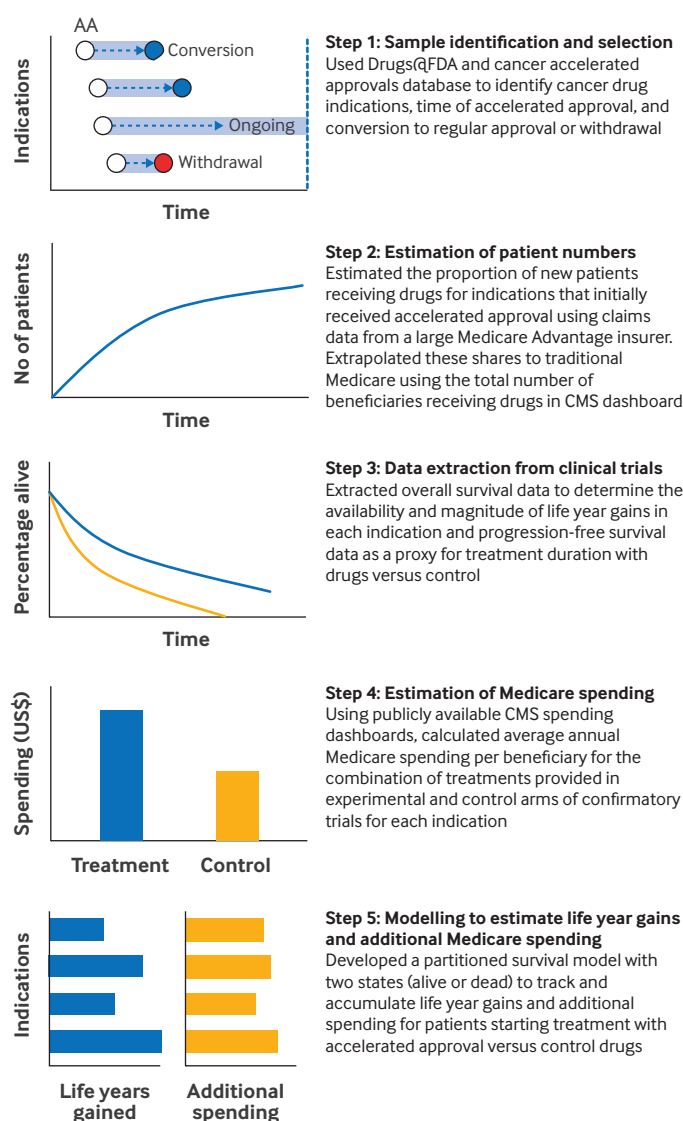 AA
Conversion
Ongoing
Withdrawal
Indications
Time
Step 1: Sample identification and selection
Used Drugs@FDA and cancer accelerated
approvals database to identify cancer drug
indications, time of accelerated approval, and
conversion to regular approval or withdrawal
No of patients
Time
Step 2: Estimation of patient numbers
Estimated the proportion of new patients
receiving drugs for indications that initially
received accelerated approval using claims
data from a large Medicare Advantage insurer.
Extrapolated these shares to traditional
Medicare using the total number of
beneficiaries receiving drugs in CMS dashboard
Percentage alive
Time
Step 3: Data extraction from clinical trials
Extracted overall survival data to determine the
availability and magnitude of life year gains in
each indication and progression-free survival
data as a proxy for treatment duration with
drugs versus control
Spending (US$)
Treatment
Control
Step 4: Estimation of Medicare spending
Using publicly available CMS spending
dashboards, calculated average annual
Medicare spending per beneficiary for the
combination of treatments provided in
experimental and control arms of confirmatory
trials for each indication
Indications
Life years
gained
Additional
spending
Step 5: Modelling to estimate life year gains
and additional Medicare spending
Developed a partitioned survival model with
two states (alive or dead) to track and
accumulate life year gains and additional
spending for patients starting treatment with
accelerated approval versus control drugs